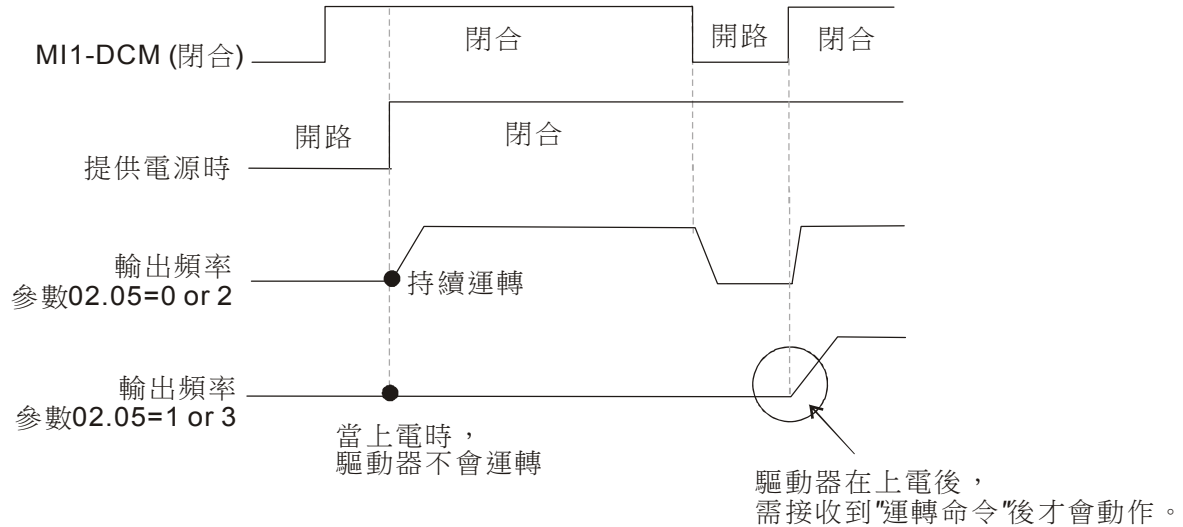 閉合
開路
閉合
MI1-DCM (閉合)
開路
閉合
提供電源時
輸出頻率
參數02.05=0 or 2
持續運轉
輸出頻率
參數02.05=1 or 3
當上電時，
驅動器不會運轉
驅動器在上電後，
需接收到"運轉命令"後才會動作。